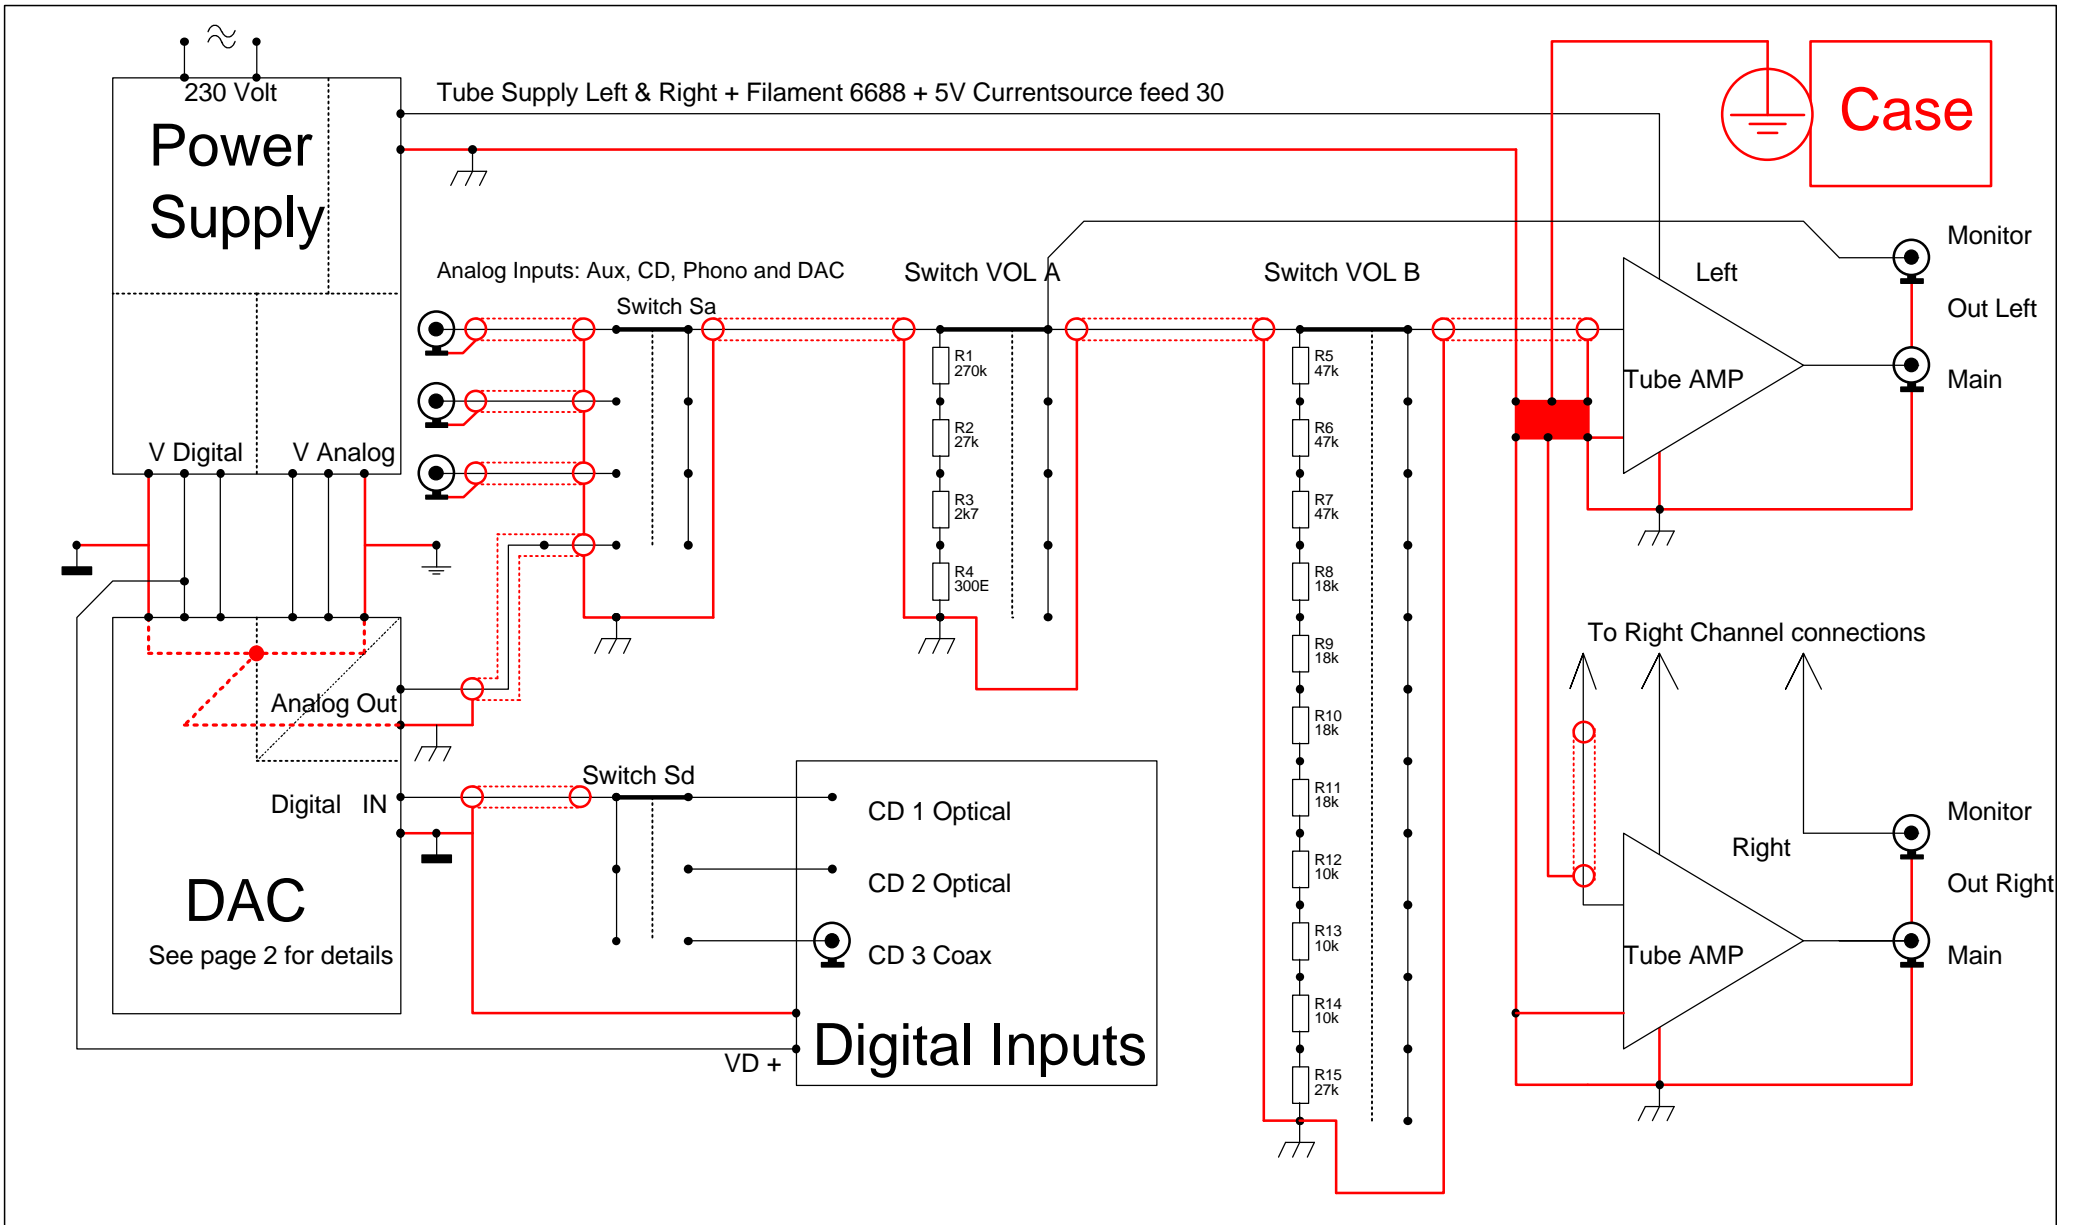 230 Volt
Power
Supply
Tube Supply Left & Right + Filament 6688 + 5V Currentsource feed 30
Case
Analog Inputs: Aux, CD, Phono and DAC
Switch Sa
Switch VOL A
Switch VOL B
Left
Monitor
Out Left
Main
Tube AMP
R1
270k
R2
27k
R3
2k7
R4
300E
R5
47k
R6
47k
R7
47k
R8
18k
R9
18k
R10
18k
R11
18k
R12
10k
R13
10k
R14
10k
R15
27k
V Digital
V Analog
To Right Channel connections
Analog Out
Digital IN
DAC
See page 2 for details
Switch Sd
CD 1 Optical
CD 2 Optical
CD 3 Coax
Digital Inputs
VD +
Right
Monitor
Out Right
Main
Tube AMP